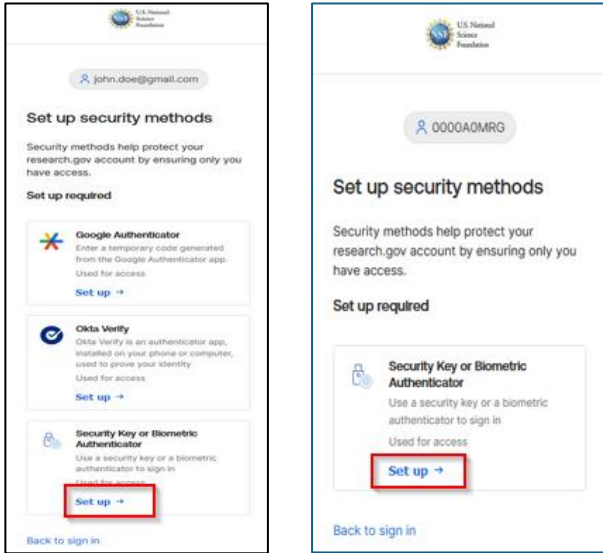 U.S. National
Science
Foundation
john.doe@gmail.com
Set up security methods
Security methods help protect your
research.gov account by ensuring only you
have access.
Set up required
Google Authenticator
Enter a temporary code generated
from the Google Authenticator app.
Used for access
Set up →
Okta Verify
Okta Verify is an authenticator app,
installed on your phone or computer,
used to prove your identity
Used for access
Set up →
Security Key or Biometric
Authenticator
Use a security key or a biometric
authenticator to sign in
Used for access
Set up →
Back to sign in
NSF
U.S. National
Science
Foundation
0000A0MRG
Set up security methods
Security methods help protect your
research.gov account by ensuring only you
have access.
Set up required
Security Key or Biometric
Authenticator
Use a security key or a biometric
authenticator to sign in
Used for access
Set up →
Back to sign in